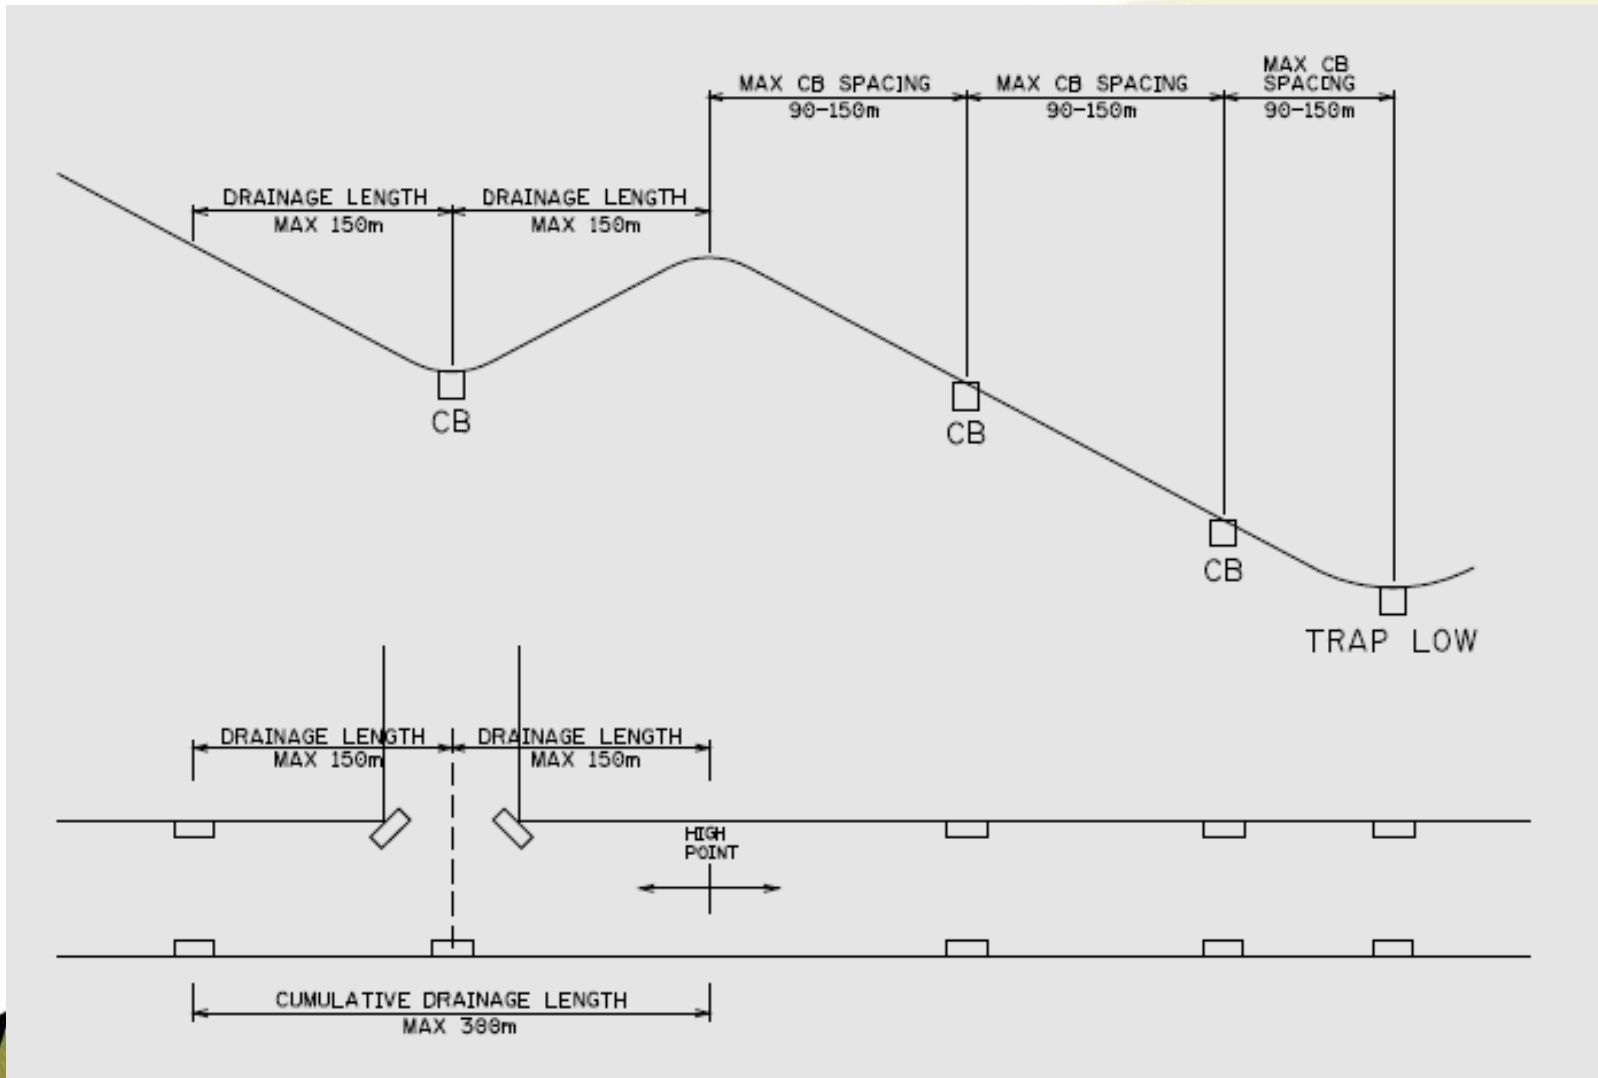 MAX CB
SPACING
MAX CB SPACING
MAX CB SPACING
90-150m
90-150m
90-150m
DRAINAGE LENGTH
DRAINAGE LENGTH
MAX 150m
MAX 150m
CB
CB
CB
TRAP LOW
DRAINAGE LENGTH
DRAINAGE LENGTH
MAX 150m
MAX 150m
HIGH
POINT
CUMULATIVE DRAINAGE LENGTH
MAX 300m